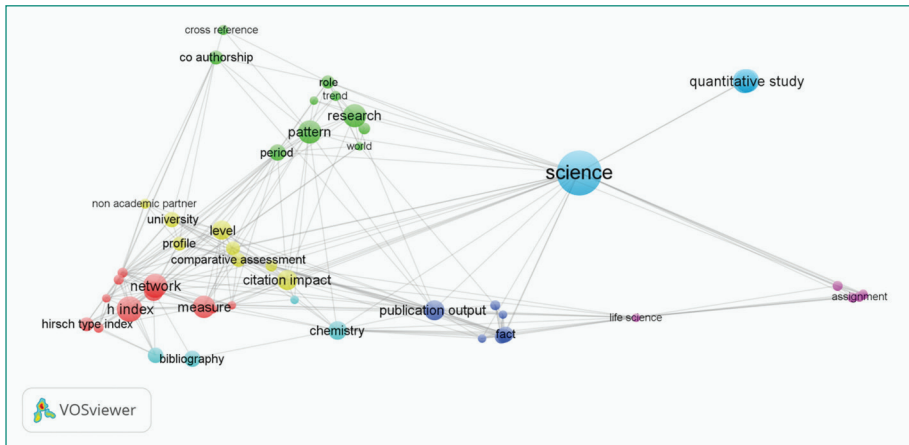 cross reference
co authorship
quantitative study
role
trend
research
pattern
period
world
science
non academic partner
university
level
profile
comparative assessment
citation impact
network
h index
measure
hirsch type index
publication output
chemistry
fact
life science
assignment
bibliography
VOSviewer